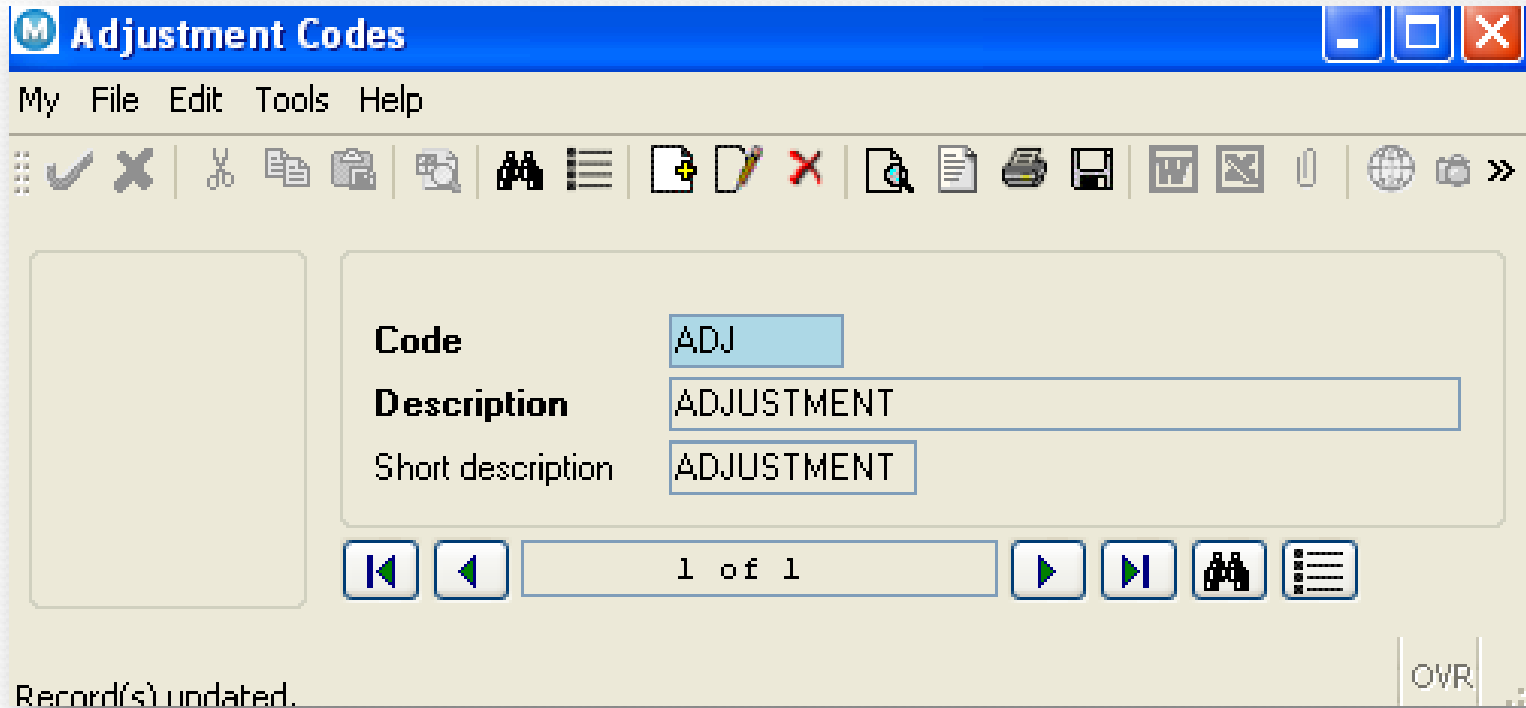 M Adjustment Codes
My File Edit Tools Help
W X
Code ADJ
Description ADJUSTMENT
Short description ADJUSTMENT
1 of 1
OVR
Record(s) updated.